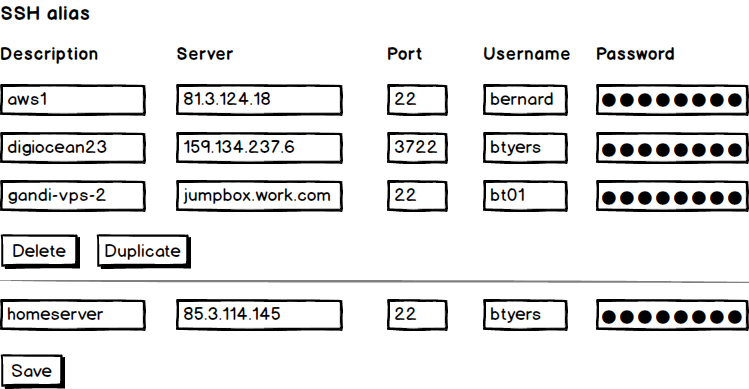 SSH alias
Description Server Port Username Password
aws1 81.3.124.18 22 bernard ●●●●●●●●
digiocean23 159.134.237.6 3722 btyers ●●●●●●●●
gandi-vps-2 jumpbox.work.com 22 bt01 ●●●●●●●●
Delete Duplicate
homeserver 85.3.114.145 22 btyers ●●●●●●●●
Save